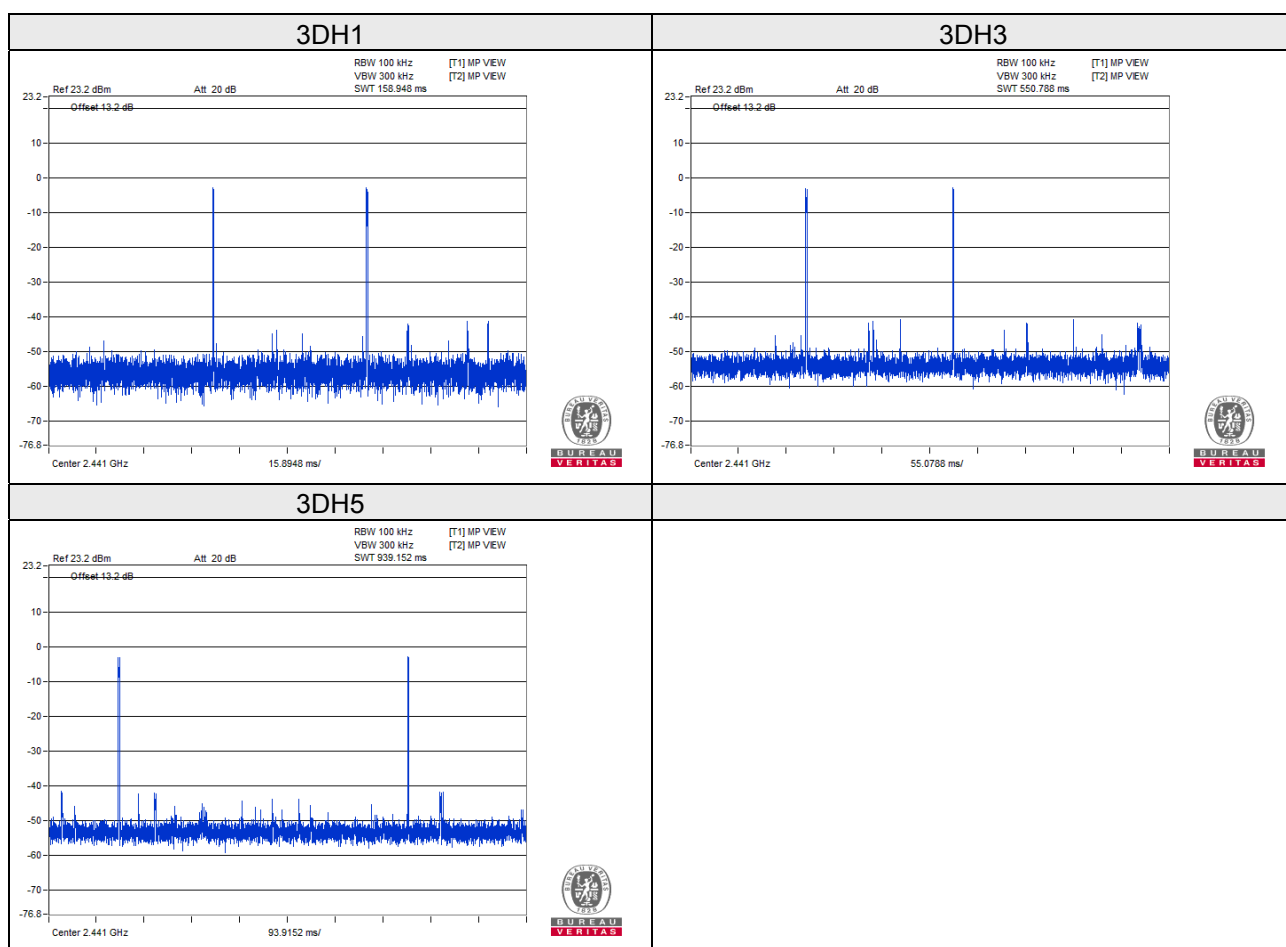 3DH1
RBW 100 kHz [T1] MP VIEW
VBW 300 kHz [T2] MP VIEW
Ref 23.2 dBm Att 20 dB SWT 158.948 ms
23.2
Offset 13.2 dB
10
0
-10
-20
-30
-40
-50
-60
-70
-76.8
Center 2.441 GHz 15.8948 ms/
1828
BUREAU
VERITAS
3DH3
RBW 100 kHz [T1] MP VIEW
VBW 300 kHz [T2] MP VIEW
Ref 23.2 dBm Att 20 dB SWT 550.788 ms
23.2
Offset 13.2 dB
10
0
-10
-20
-30
-40
-50
-60
-70
-76.8
Center 2.441 GHz 55.0788 ms/
1828
BUREAU
VERITAS
3DH5
RBW 100 kHz [T1] MP VIEW
VBW 300 kHz [T2] MP VIEW
Ref 23.2 dBm Att 20 dB SWT 939.152 ms
23.2
Offset 13.2 dB
10
0
-10
-20
-30
-40
-50
-60
-70
-76.8
Center 2.441 GHz 93.9152 ms/
1828
BUREAU
VERITAS